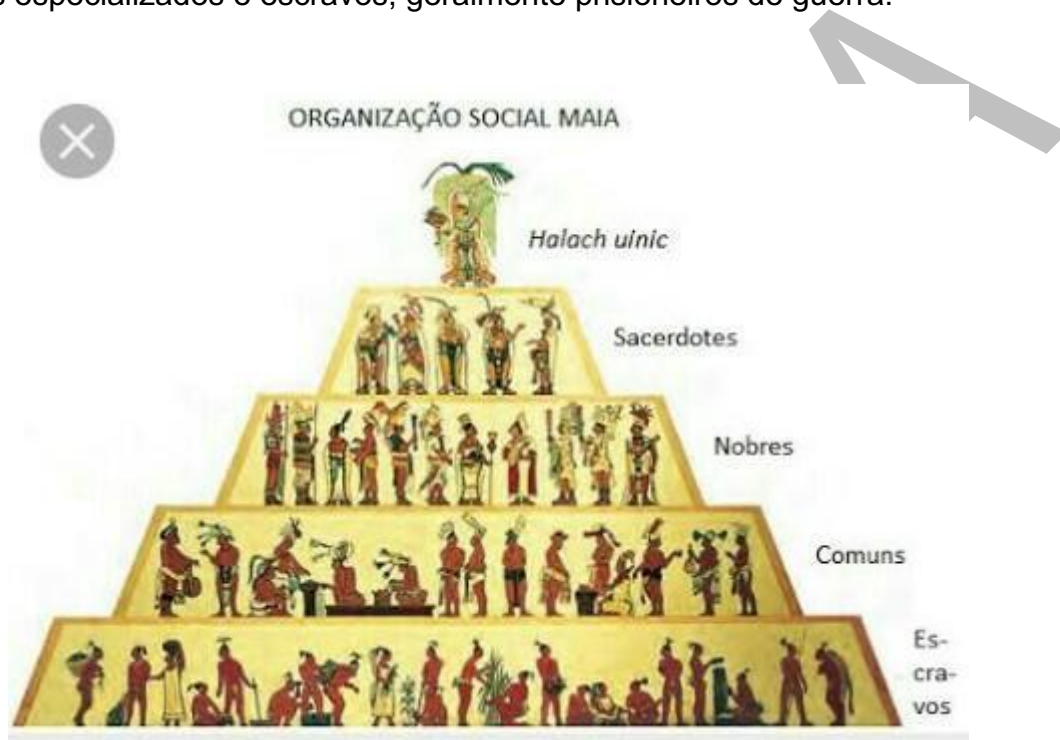 especializados e escravos, geralmente prisioneiros de guerra.
ORGANIZAÇÃO SOCIAL MAIA
Halach uinic
Sacerdotes
Nobres
Comuns
Es-
cra-
vos